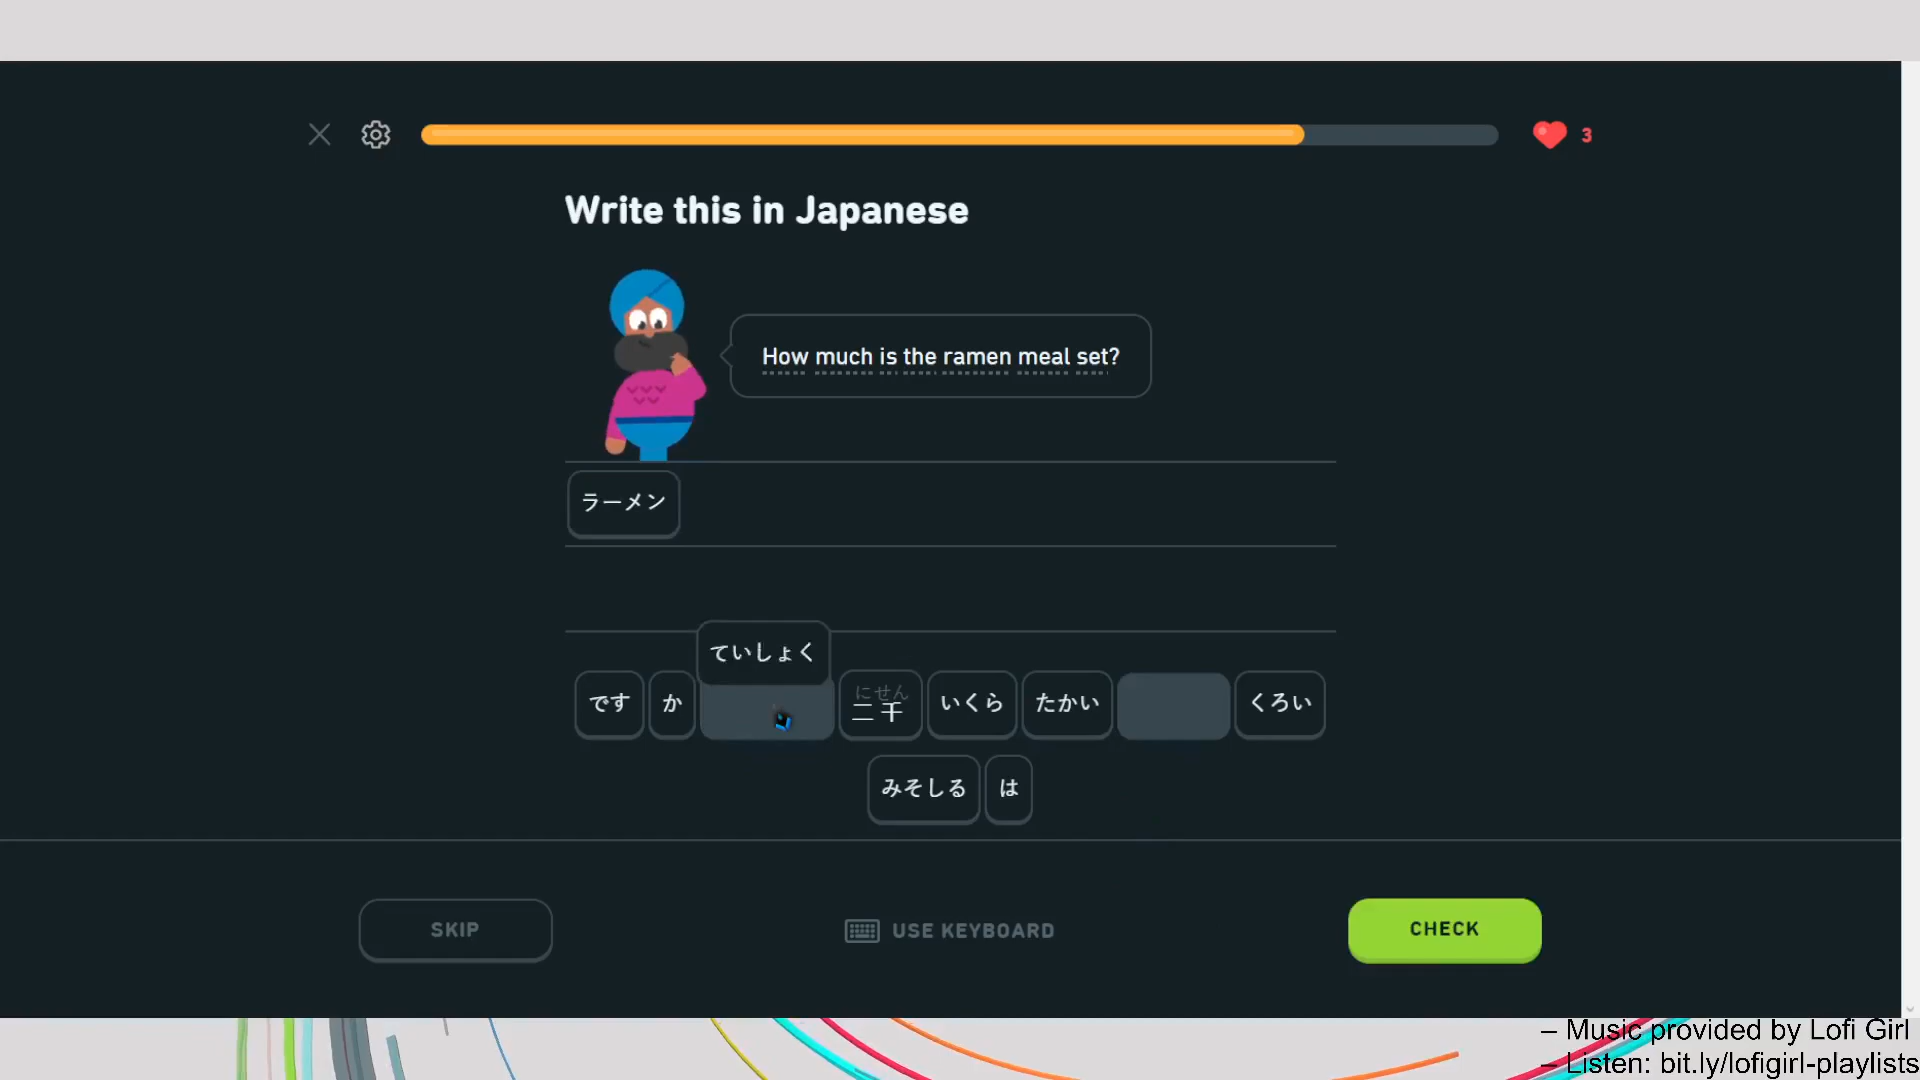 3
Write this in Japanese
How much is the ramen meal set?
ラーメン
ていしょく
です か にせん 二千 いくら たかい くろい
みそしる は
SKIP USE KEYBOARD CHECK
– Music provided by Lofi Girl
– Listen: bit.ly/lofigirl-playlists